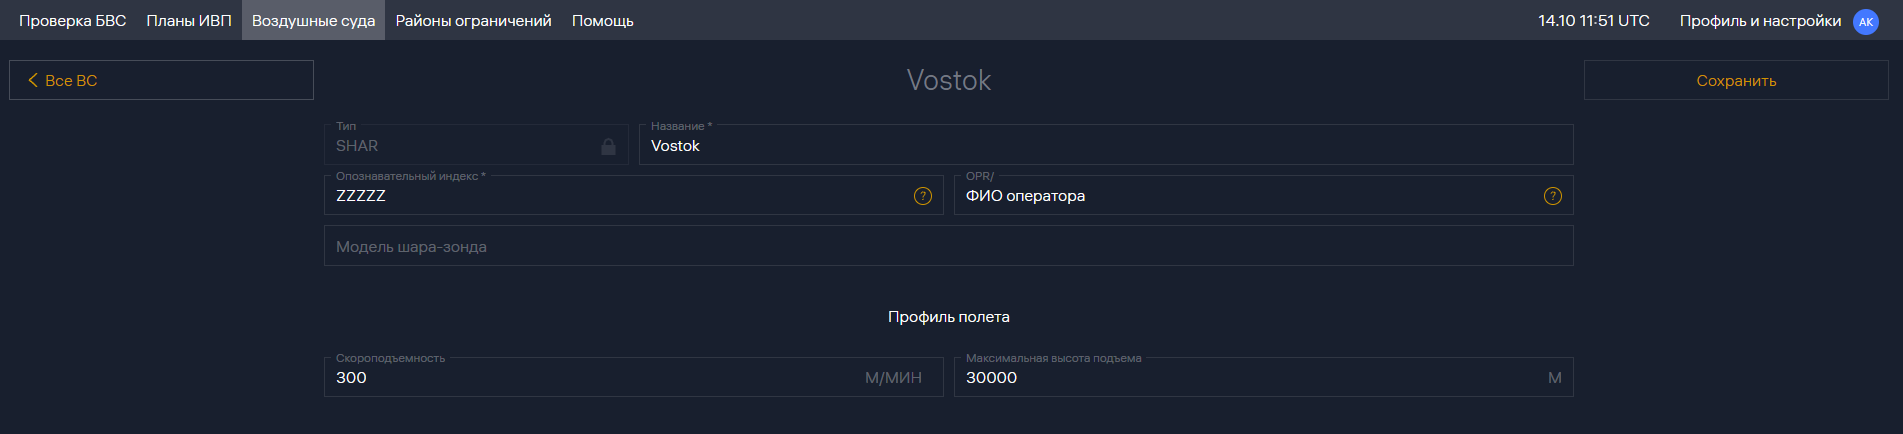 Проверка БВС Планы ИВП Воздушные суда Районы ограничений Помощь 14.10 11:51 UTC Профиль и настройки АК
Все ВС Vostok Сохранить
Тип Название *
SHAR Vostok
Опознавательный индекс * OPR/
ZZZZZ ? ФИО оператора ?
Модель шара-зонда
Профиль полета
Скороподъемность Максимальная высота подъема
300 М/МИН 30000 М